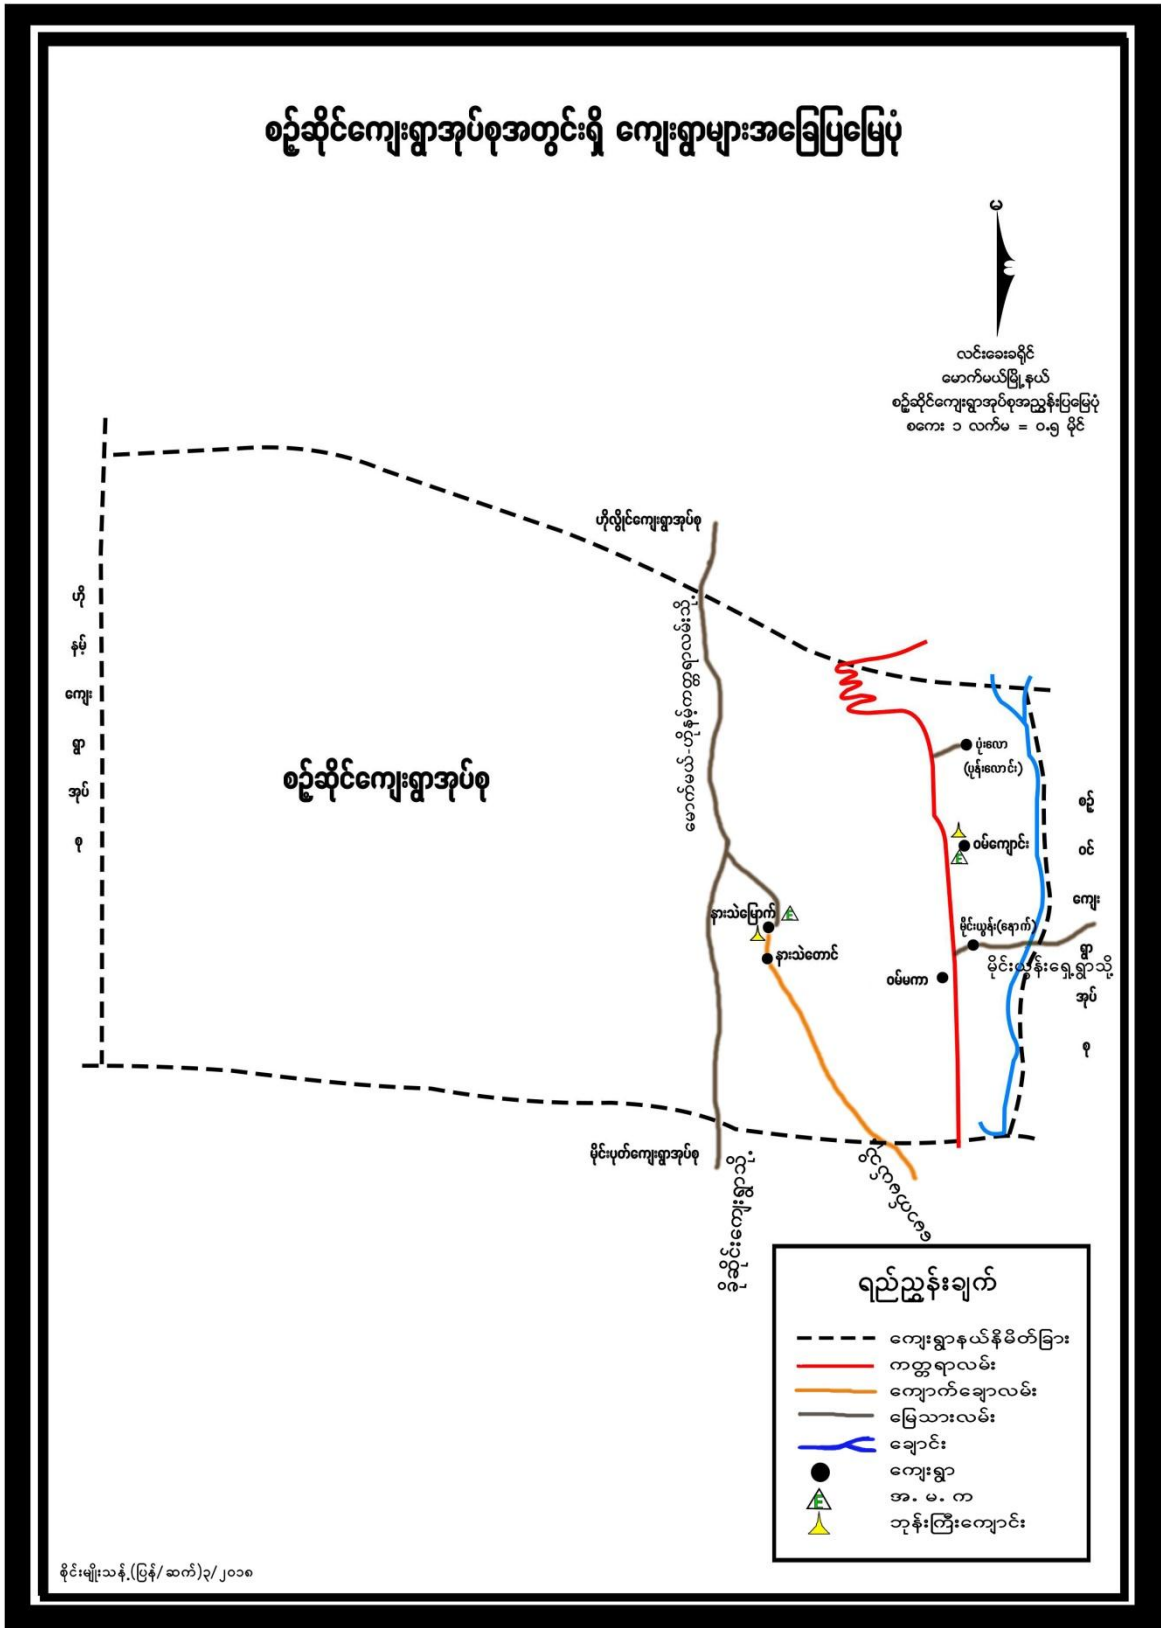 စဉ့်ဆိုင်ကျေးရွာအုပ်စုအတွင်းရှိ ကျေးရွာများအခြေပြမြေပုံ
မ
လင်းခေးခရိုင်
မောက်မယ်မြို့နယ်
စဉ့်ဆိုင်ကျေးရွာအုပ်စုအညွှန်းပြမြေပုံ
စကေး ၁ လက်မ = ၀.၅ မိုင်
ဟိုလွိုင်ကျေးရွာအုပ်စု
ဟို
နမ့်
ကျေး
ရွာ
အုပ်
စု
စဉ့်ဆိုင်ကျေးရွာအုပ်စု
ပုံးလော
(ပုန်းလောင်း)
ဝမ်ကျောင်း
E
စဉ့်
ဝင်
ကျေး
ရွာ
အုပ်
စု
နားသဲမြောက်
E
နားသဲတောင်
မိုင်းယွန်း(နောက်)
မိုင်းယွန်းရှေ့ရွာသို့
ဝမ်မကာ
မိုင်းပုတ်ကျေးရွာအုပ်စု
ရည်ညွှန်းချက်
ကျေးရွာနယ်နိမိတ်ခြား
ကတ္တရာလမ်း
ကျောက်ချောလမ်း
မြေသားလမ်း
ချောင်း
ကျေးရွာ
E
အ. မ. က
ဘုန်းကြီးကျောင်း
စိုင်းမျိုးသန့်(ပြန်/ဆက်)၃/၂၀၁၈